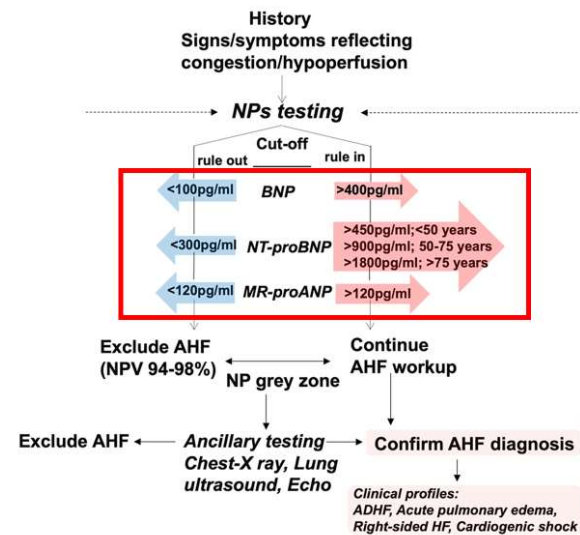 History
Signs/symptoms reflecting
congestion/hypoperfusion
NPs testing
Cut-off
rule out
rule in
<100pg/ml
BNP
>400pg/ml
<300pg/ml
NT-proBNP
>450pg/ml;<50 years
>900pg/ml; 50-75 years
>1800pg/ml; >75 years
<120pg/ml
MR-proANP
>120pg/ml
Exclude AHF
(NPV 94-98%)
NP grey zone
Continue
AHF workup
Exclude AHF
Ancillary testing
Chest-X ray, Lung
ultrasound, Echo
Confirm AHF diagnosis
Clinical profiles:
ADHF, Acute pulmonary edema,
Right-sided HF, Cardiogenic shock